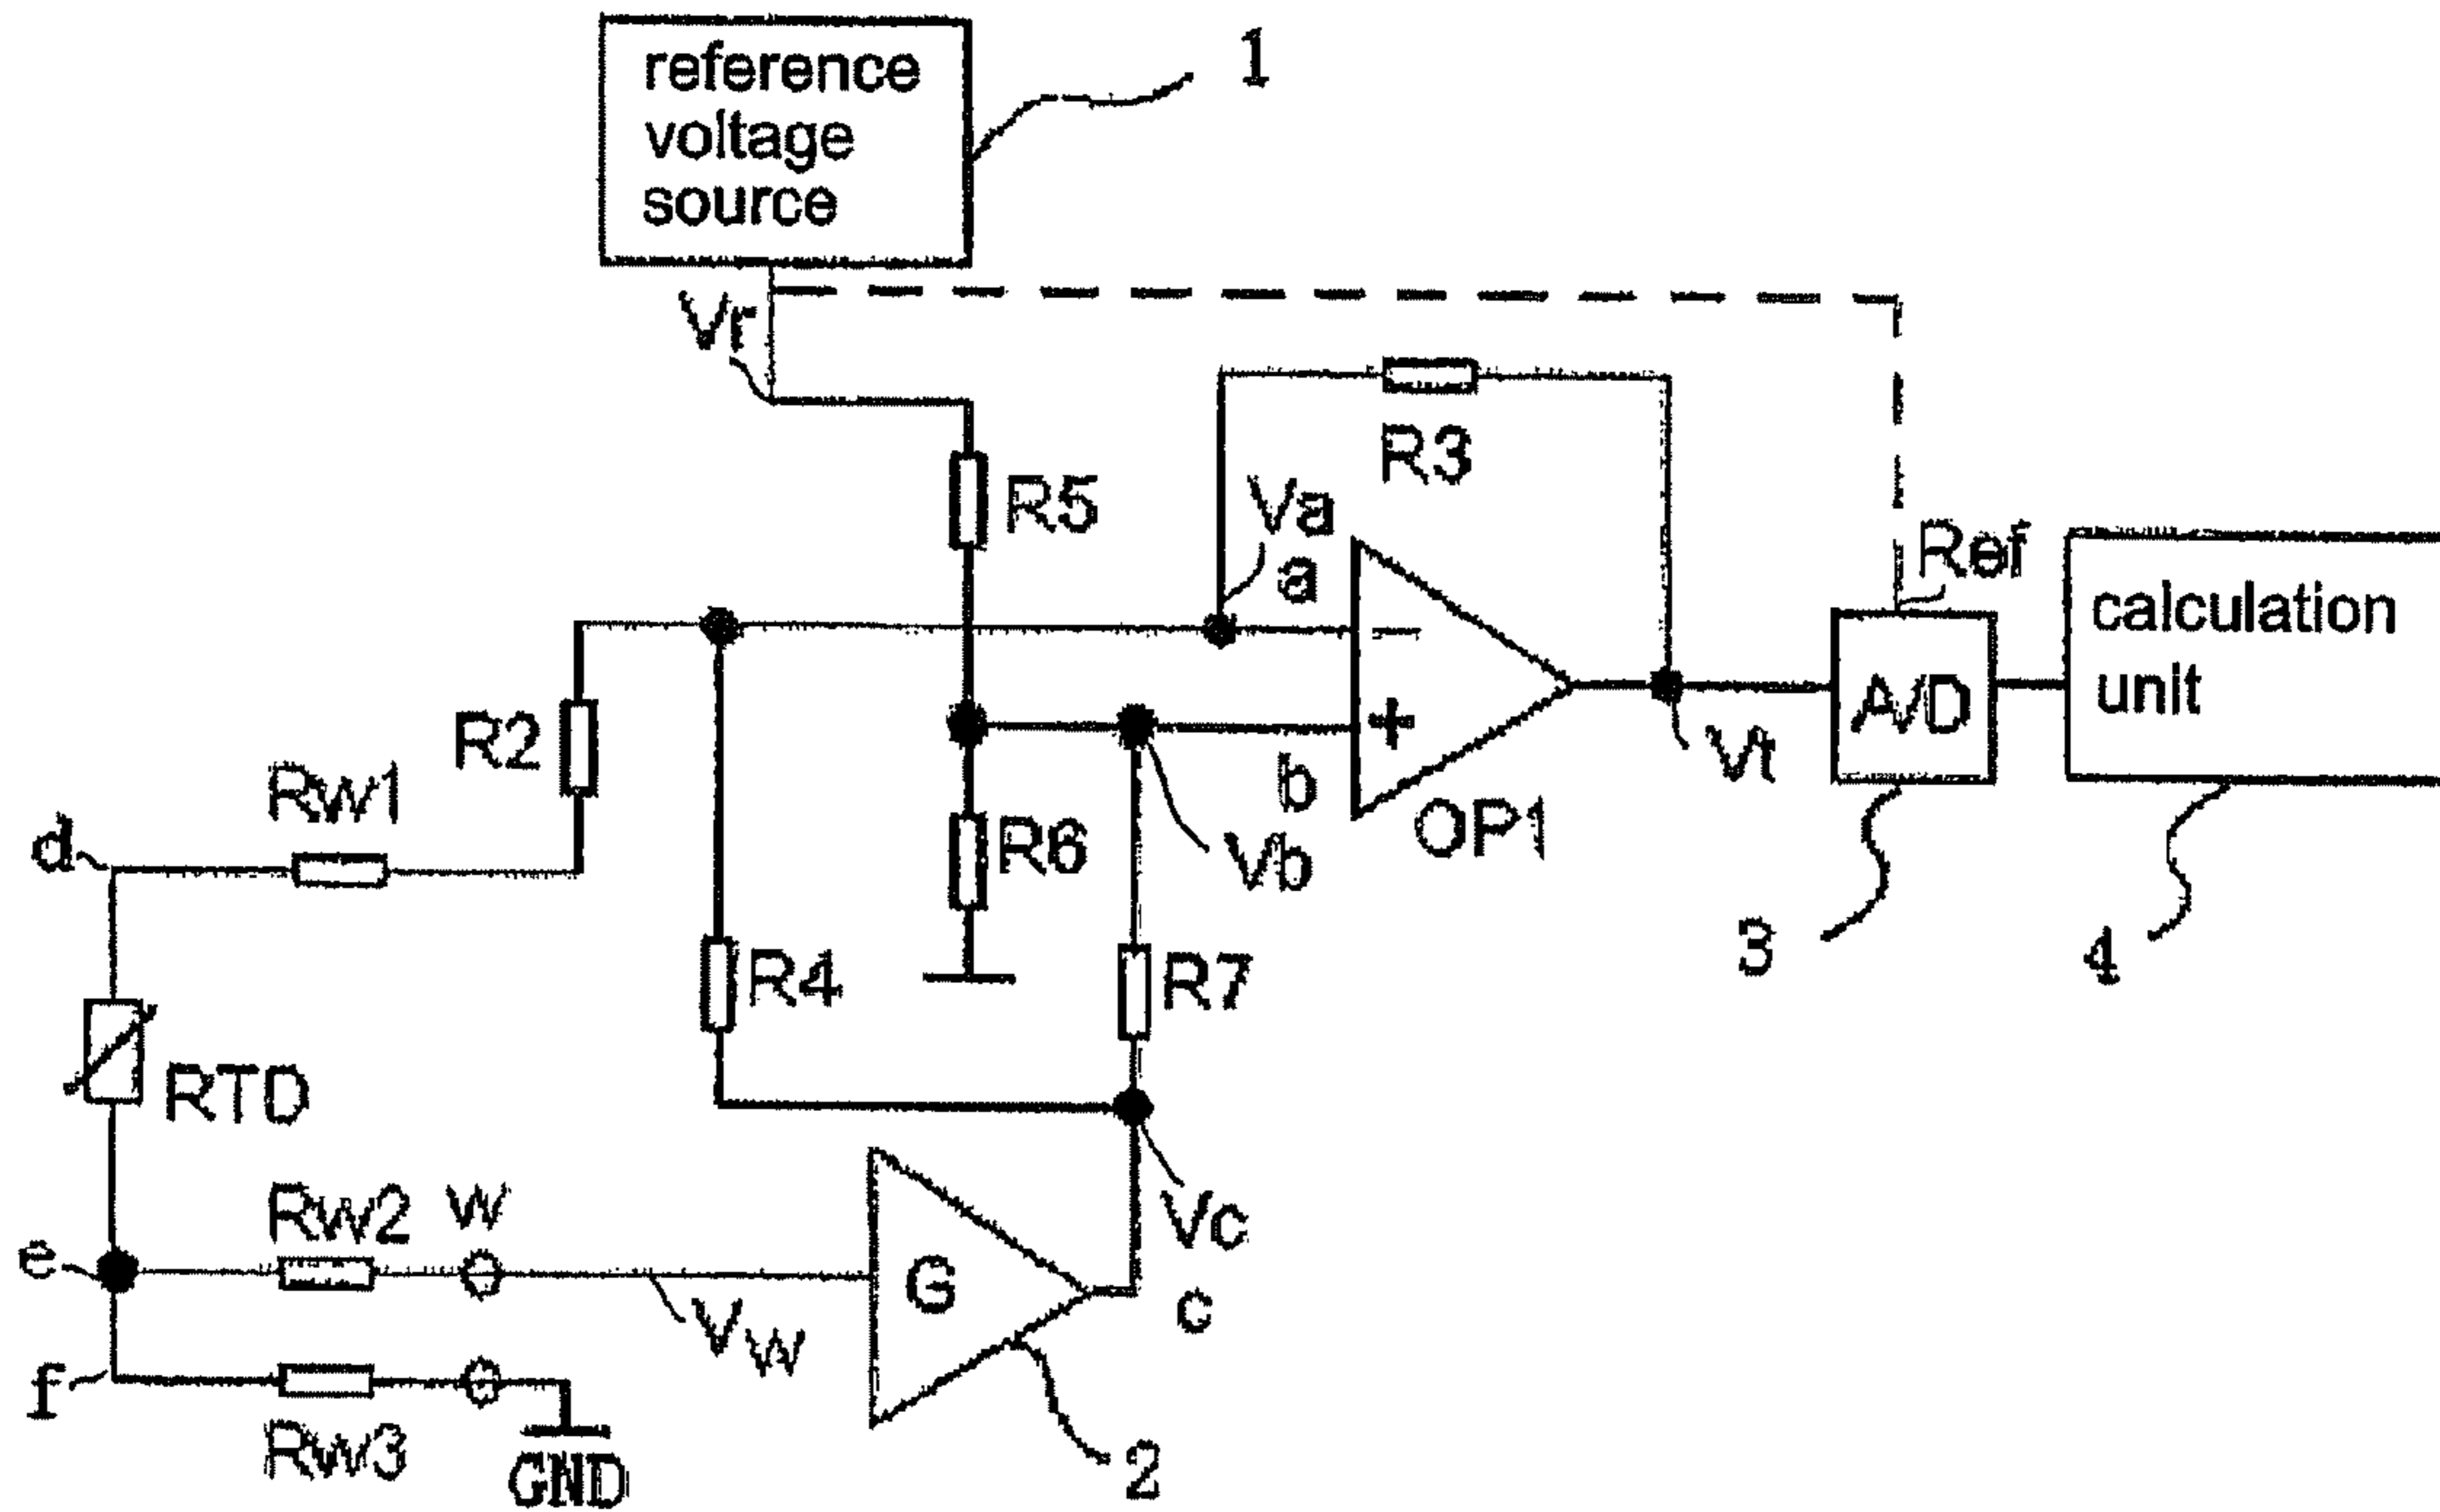 reference
voltage
source
1
Vr
R3
R5
Va
a
Ref
calculation
unit
A/D
R2
Rw1
d
b
Vb
OP1
Vt
R6
R4
R7
3
4
RTD
Rw2
w
e
G
Vc
c
Vw
f
Rw3
GND
2